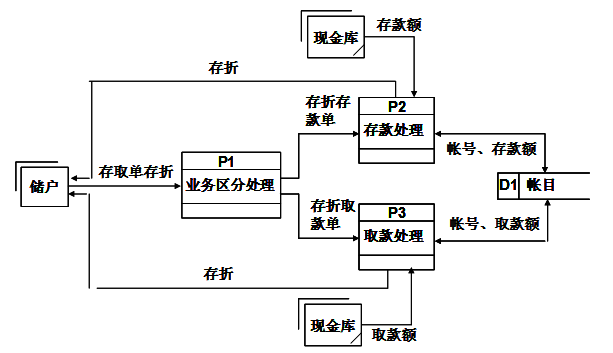 现金库
存款额
存折
存折存
款单
P2
存款处理
帐号、存款额
储户
存取单存折
P1
业务区分处理
D1 帐目
存折取
款单
P3
取款处理
帐号、取款额
存折
现金库
取款额